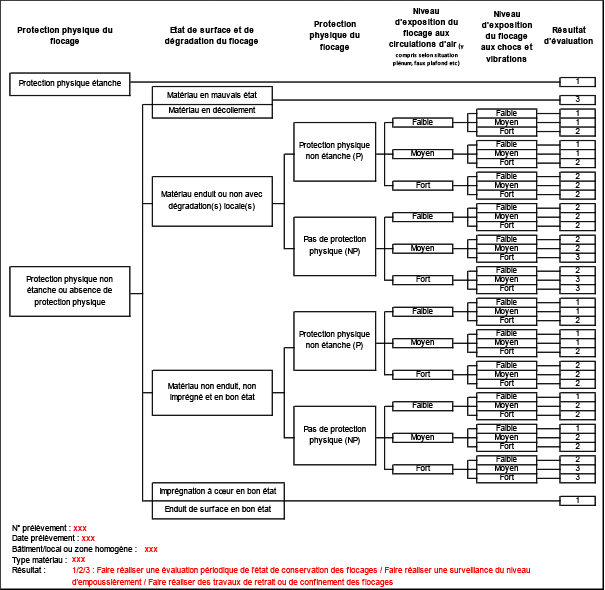 Protection physique du
flocage
Etat de surface et de
dégradation du flocage
Protection
physique du
flocage
Niveau
d'exposition du
flocage aux
circulations d'air (y
compris selon situation
plénum, faux plafond etc)
Niveau
d'exposition
du flocage
aux chocs et
vibrations
Résultat
d'évaluation
Protection physique étanche
1
Matériau en mauvais état
3
Matériau en décollement
Protection physique non
étanche ou absence de
protection physique
Matériau enduit ou non avec
dégradation(s) locale(s)
Protection physique
non étanche (P)
Faible
Faible 1
Moyen 1
Fort 2
Moyen
Faible 1
Moyen 1
Fort 2
Fort
Faible 2
Moyen 2
Fort 2
Pas de protection
physique (NP)
Faible
Faible 2
Moyen 2
Fort 2
Moyen
Faible 2
Moyen 2
Fort 3
Fort
Faible 2
Moyen 3
Fort 3
Matériau non enduit, non
imprégné et en bon état
Protection physique
non étanche (P)
Faible
Faible 1
Moyen 1
Fort 2
Moyen
Faible 1
Moyen 1
Fort 2
Fort
Faible 2
Moyen 2
Fort 2
Pas de protection
physique (NP)
Faible
Faible 1
Moyen 2
Fort 2
Moyen
Faible 1
Moyen 2
Fort 2
Fort
Faible 2
Moyen 3
Fort 3
Imprégnation à cœur en bon état
Enduit de surface en bon état
1
N° prélèvement : xxx
Date prélèvement : xxx
Bâtiment/local ou zone homogène : xxx
Type matériau : xxx
Résultat : 1/2/3 : Faire réaliser une évaluation périodique de l'état de conservation des flocages / Faire réaliser une surveillance du niveau
d'empoussièrement / Faire réaliser des travaux de retrait ou de confinement des flocages